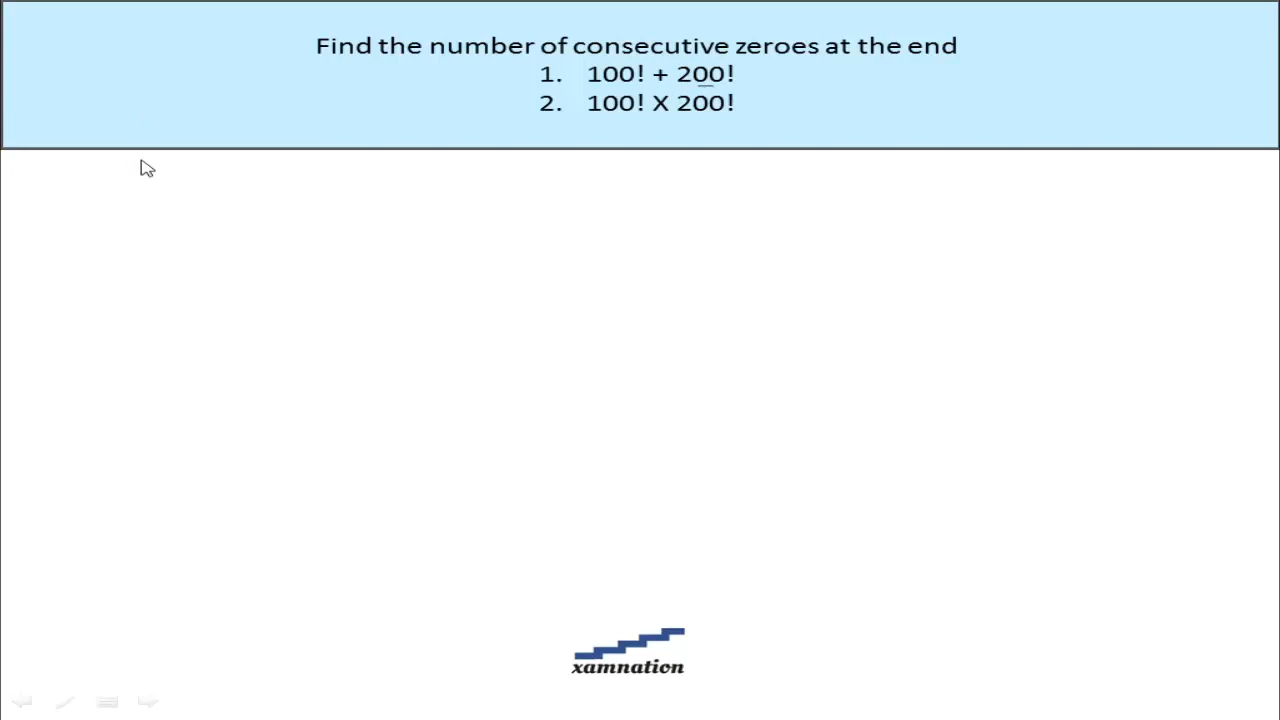 Find the number of consecutive zeroes at the end
1. 100! + 200!
2. 100! X 200!
xamnation